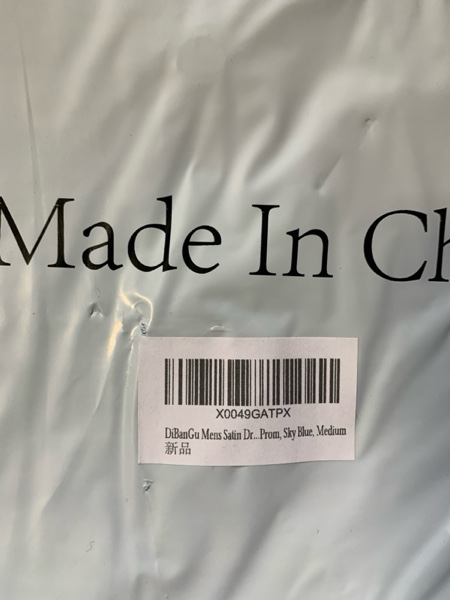 Made In Ch
X0049GATPX
DiBanGu Mens Satin Dr...Prom, Sky Blue, Medium
新品